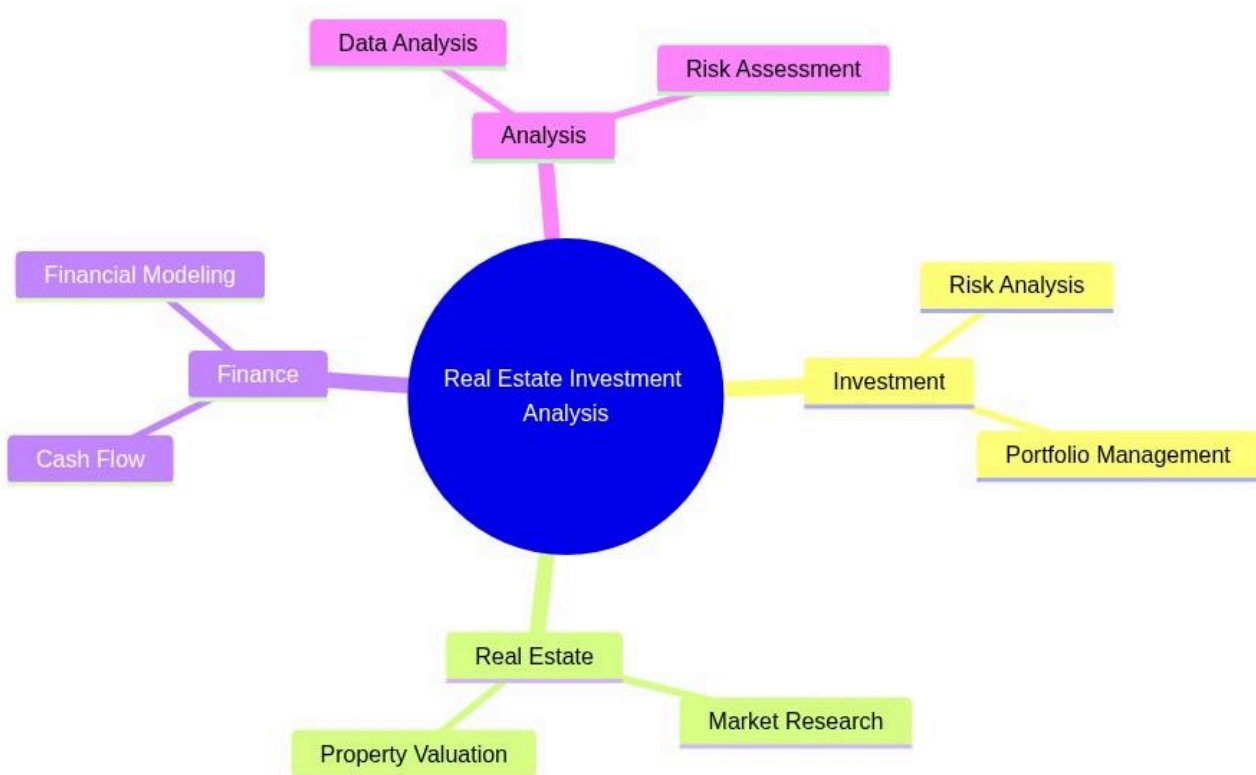 Data Analysis
Risk Assessment
Analysis
Financial Modeling
Risk Analysis
Finance
Real Estate Investment
Analysis
Investment
Cash Flow
Portfolio Management
Real Estate
Market Research
Property Valuation